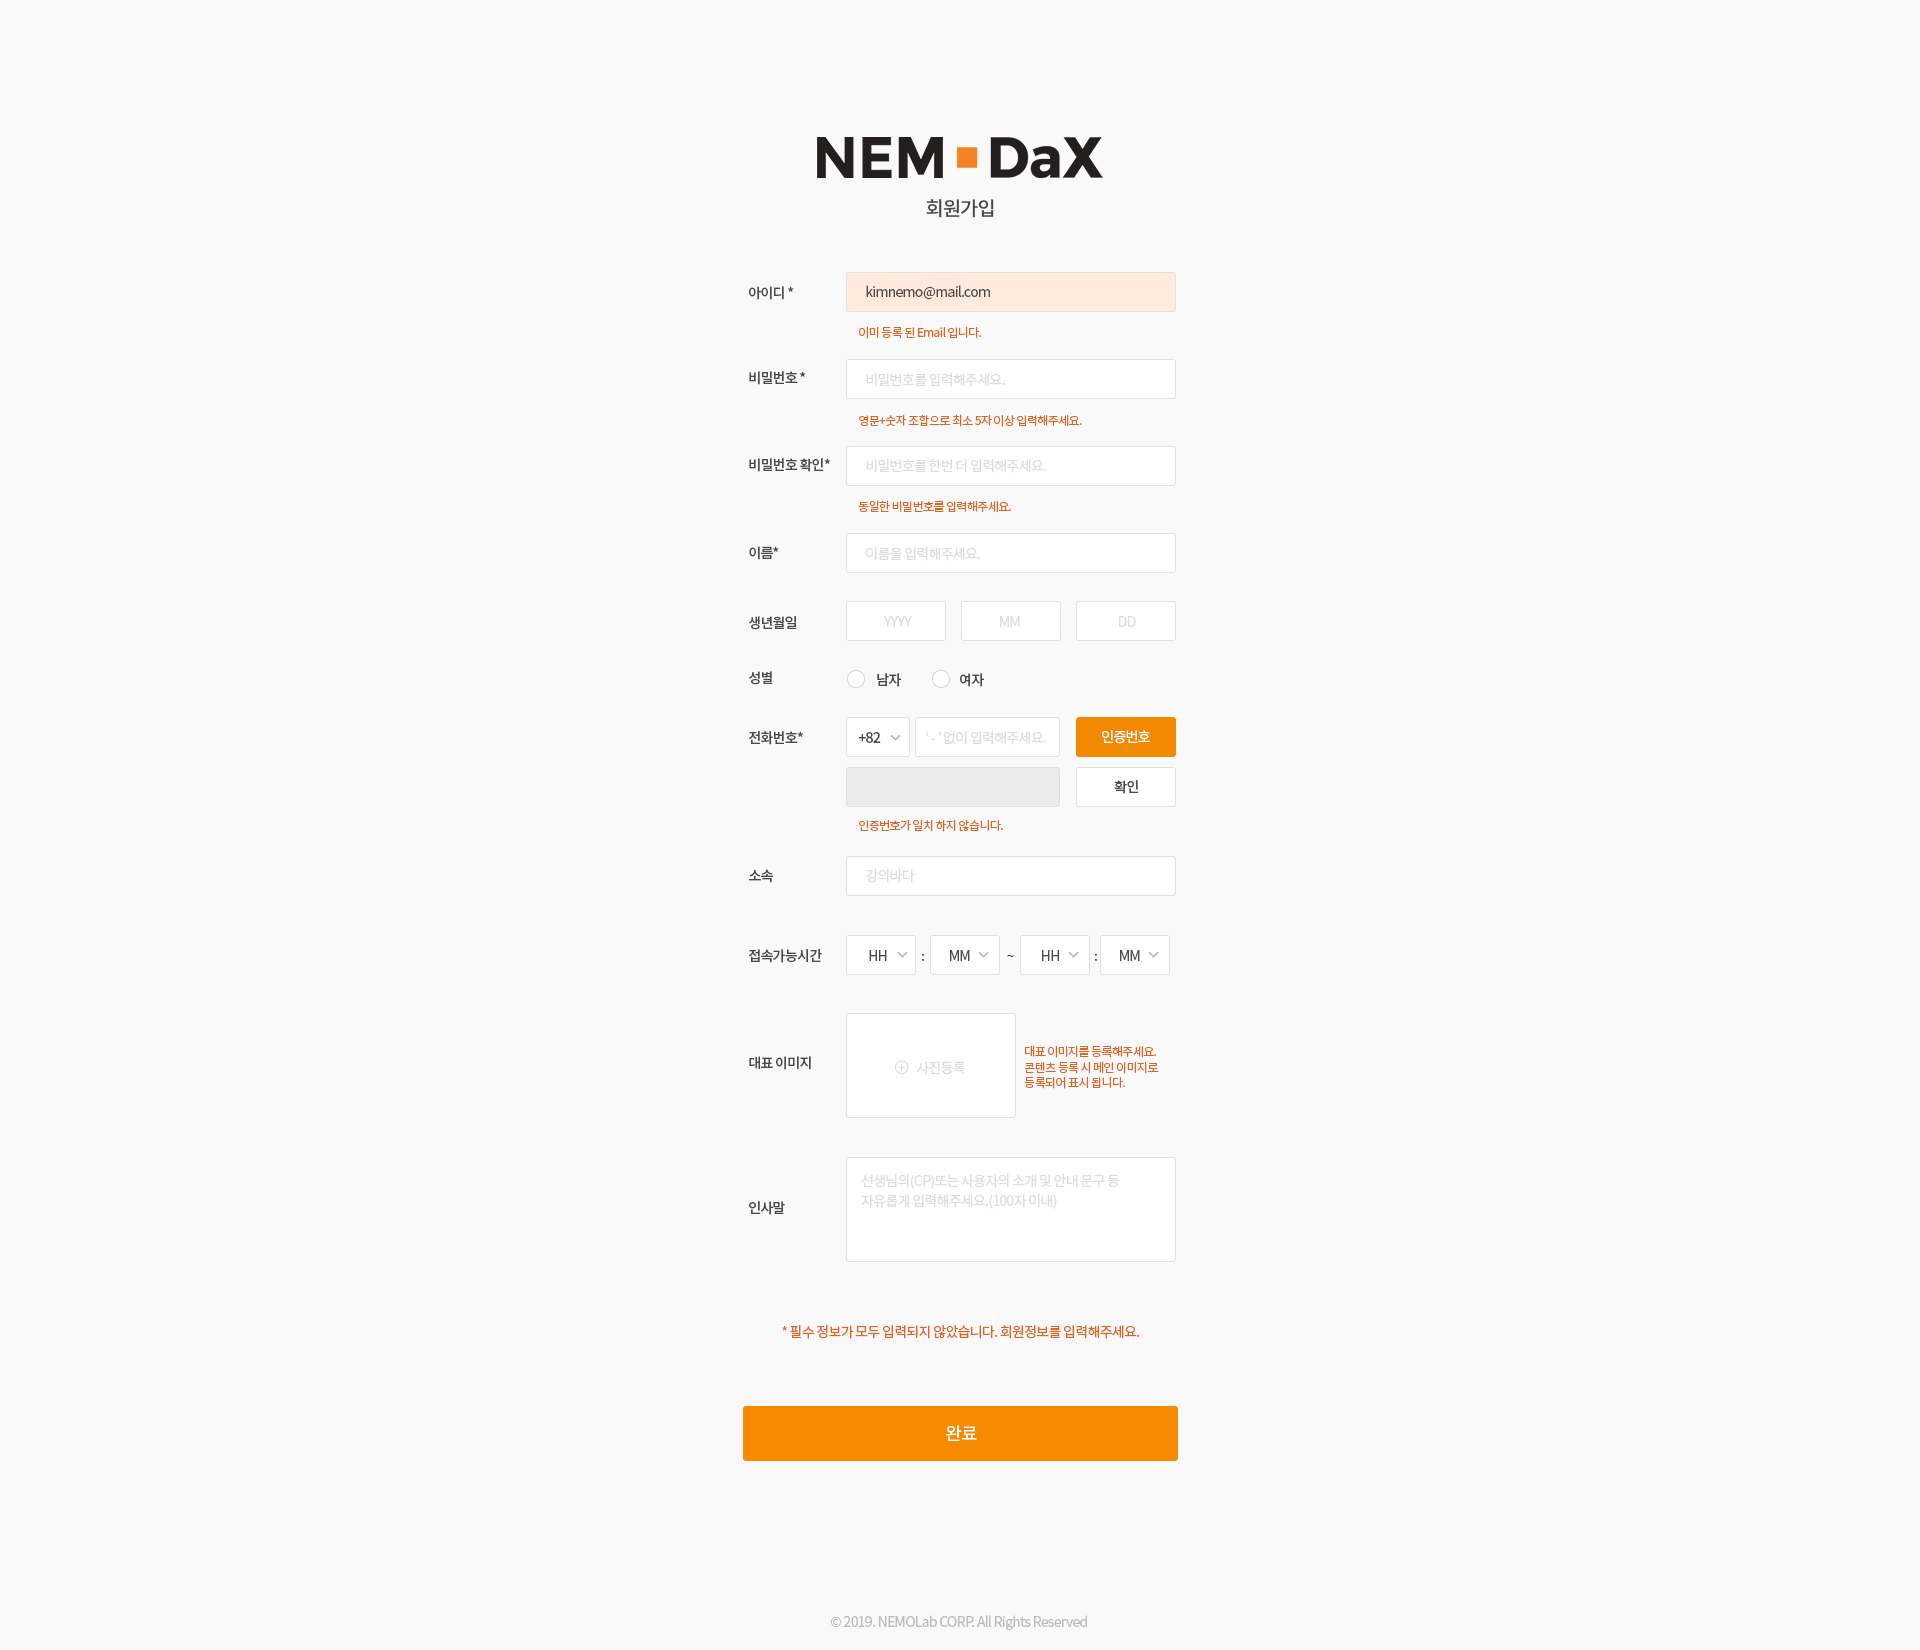 NEM DaX
회원가입
아이디 * kimnemo@mail.com
이미 등록 된 Email 입니다.
비밀번호 * 비밀번호를 입력해주세요.
영문+숫자 조합으로 최소 5자 이상 입력해주세요.
비밀번호 확인* 비밀번호를 한번 더 입력해주세요.
동일한 비밀번호를 입력해주세요.
이름* 이름을 입력해주세요.
생년월일 YYYY MM DD
성별 남자 여자
전화번호* +82 ' - ' 없이 입력해주세요. 인증번호
확인
인증번호가 일치 하지 않습니다.
소속 강의바다
접속가능시간 HH : MM ~ HH : MM
대표 이미지 사진등록
대표 이미지를 등록해주세요.
콘텐츠 등록 시 메인 이미지로
등록되어 표시 됩니다.
인사말
선생님의(CP)또는 사용자의 소개 및 안내 문구 등
자유롭게 입력해주세요.(100자 이내)
* 필수 정보가 모두 입력되지 않았습니다. 회원정보를 입력해주세요.
완료
© 2019. NEMOLab CORP. All Rights Reserved